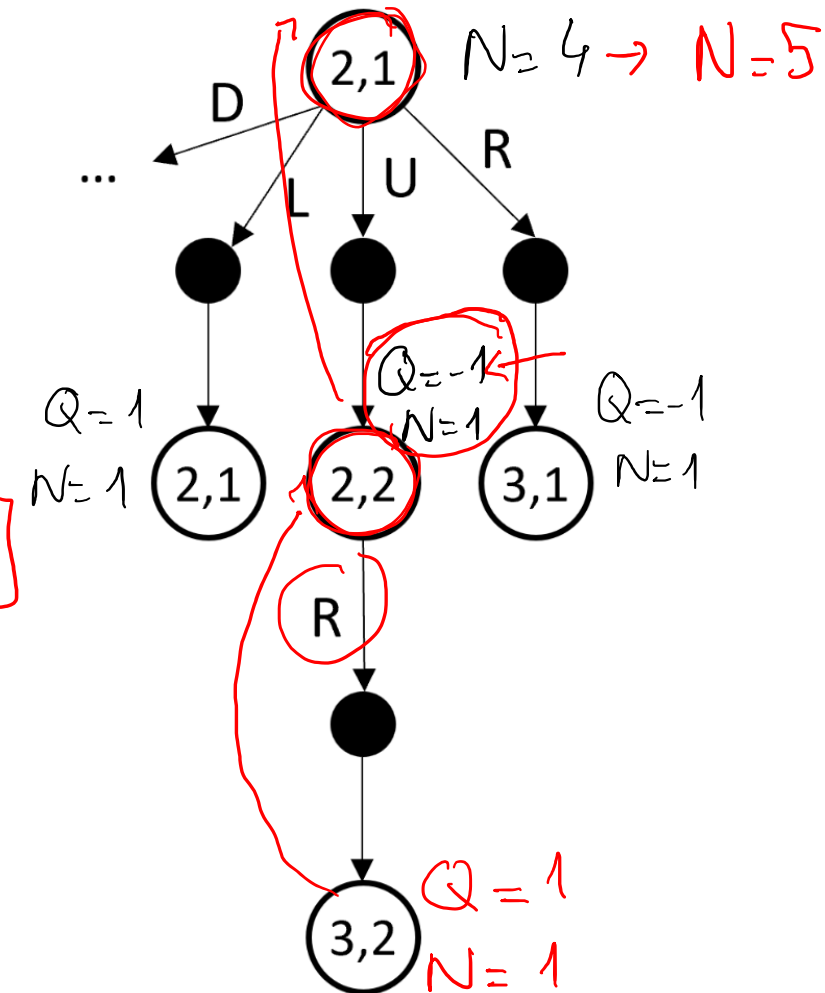 2,1 N=4→N=5
D
R
...
U
L
Q=-1
N=1
Q=1
N=1
Q=-1
N=1
2,1
2,2
3,1
R
Q=1
3,2
N=1